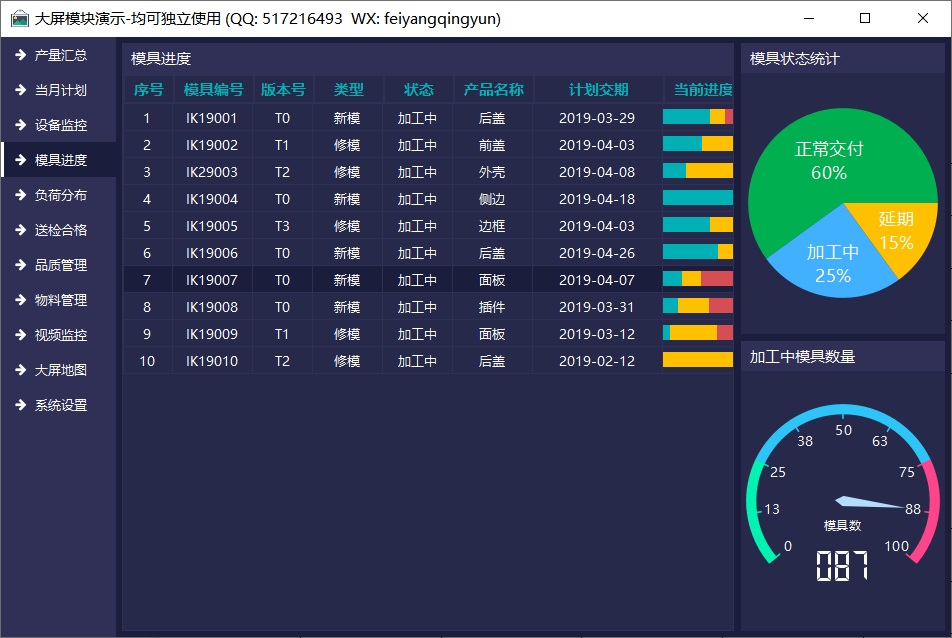 大屏模块演示-均可独立使用 (QQ: 517216493  WX: feiyangqingyun)
产量汇总
当月计划
设备监控
模具进度
负荷分布
送检合格
品质管理
物料管理
视频监控
大屏地图
系统设置
模具进度
序号 模具编号 版本号 类型 状态 产品名称 计划交期 当前进度
1 IK19001 T0 新模 加工中 后盖 2019-03-29
2 IK19002 T1 修模 加工中 前盖 2019-04-03
3 IK29003 T2 修模 加工中 外壳 2019-04-08
4 IK19004 T0 新模 加工中 侧边 2019-04-18
5 IK19005 T3 修模 加工中 边框 2019-04-03
6 IK19006 T0 新模 加工中 后盖 2019-04-26
7 IK19007 T0 新模 加工中 面板 2019-04-07
8 IK19008 T0 新模 加工中 插件 2019-03-31
9 IK19009 T1 修模 加工中 面板 2019-03-12
10 IK19010 T2 修模 加工中 后盖 2019-02-12
模具状态统计
正常交付
60%
延期
15%
加工中
25%
加工中模具数量
0
13
25
38
50
63
75
88
100
模具数
087